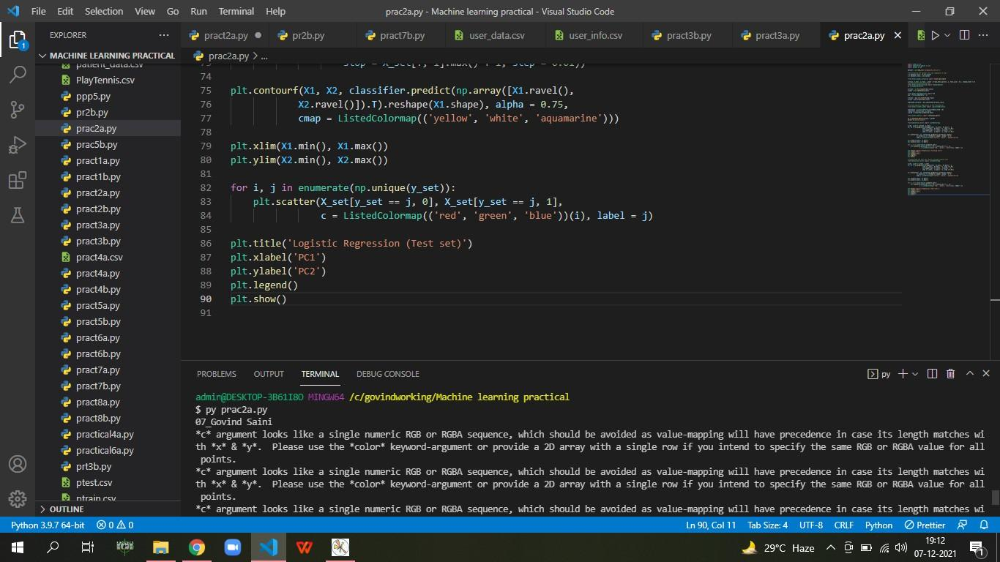 File Edit Selection View Go Run Terminal Help prac2a.py - Machine learning practical - Visual Studio Code
EXPLORER
pract2a.py pr2b.py pract7b.py user_data.csv user_info.csv pract3b.py pract3a.py prac2a.py
1
MACHINE LEARNING PRACTICAL
prac2a.py > ...
patient_data.csv
PlayTennis.csv
ppp5.py
pr2b.py
prac2a.py
prac5b.py
pract1a.py
pract1b.py
pract2a.py
pract2b.py
pract3a.py
pract3b.py
pract4a.csv
pract4a.py
pract4b.py
pract5a.py
pract5b.py
pract6a.py
pract6b.py
pract7a.py
pract7b.py
pract8a.py
pract8b.py
practical4a.py
practical6a.py
prt3b.py
ptest.csv
ptrain.csv
OUTLINE
74
75 plt.contourf(X1, X2, classifier.predict(np.array([X1.ravel(),
76 X2.ravel()]).T).reshape(X1.shape), alpha = 0.75,
77 cmap = ListedColormap(('yellow', 'white', 'aquamarine')))
78
79 plt.xlim(X1.min(), X1.max())
80 plt.ylim(X2.min(), X2.max())
81
82 for i, j in enumerate(np.unique(y_set)):
83 plt.scatter(X_set[y_set == j, 0], X_set[y_set == j, 1],
84 c = ListedColormap(('red', 'green', 'blue'))(i), label = j)
85
86 plt.title('Logistic Regression (Test set)')
87 plt.xlabel('PC1')
88 plt.ylabel('PC2')
89 plt.legend()
90 plt.show()
91
PROBLEMS OUTPUT TERMINAL DEBUG CONSOLE py
admin@DESKTOP-3B61I8O MINGW64 /c/govindworking/Machine learning practical
$ py prac2a.py
07_Govind Saini
*c* argument looks like a single numeric RGB or RGBA sequence, which should be avoided as value-mapping will have precedence in case its length matches wi
th *x* & *y*.  Please use the *color* keyword-argument or provide a 2D array with a single row if you intend to specify the same RGB or RGBA value for all
points.
*c* argument looks like a single numeric RGB or RGBA sequence, which should be avoided as value-mapping will have precedence in case its length matches wi
th *x* & *y*.  Please use the *color* keyword-argument or provide a 2D array with a single row if you intend to specify the same RGB or RGBA value for all
points.
*c* argument looks like a single numeric RGB or RGBA sequence, which should be avoided as value-mapping will have precedence in case its length matches wi
Python 3.9.7 64-bit 0 0 Ln 90, Col 11 Tab Size: 4 UTF-8 CRLF Python Prettier
29°C Haze 19:12
07-12-2021 1